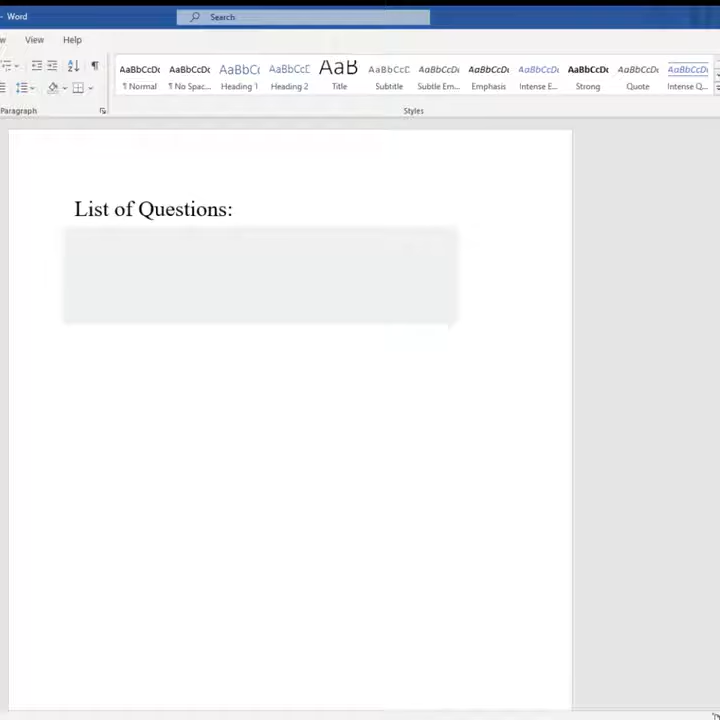 - Word
Search
w View Help
Paragraph
AaBbCcDc AaBbCcDc AaBbCc AaBbCcD AaB AaBbCcD AaBbCcDc AaBbCcDc AaBbCcDc AaBbCcDc AaBbCcDc AaBbCcDc
¶ Normal ¶ No Spac... Heading 1 Heading 2 Title Subtitle Subtle Em... Emphasis Intense E... Strong Quote Intense Q...
Styles
List of Questions: